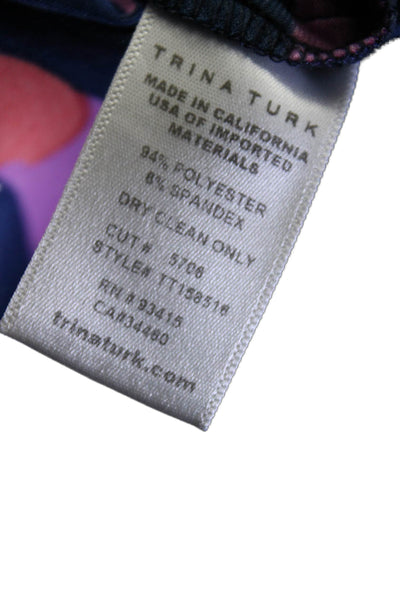 TRINA TURK
MADE IN CALIFORNIA
USA OF IMPORTED
MATERIALS
94% POLYESTER
6% SPANDEX
DRY CLEAN ONLY
CUT# 5706
STYLE# TT158516
RN# 93415
CA#34460
trinaturk.com